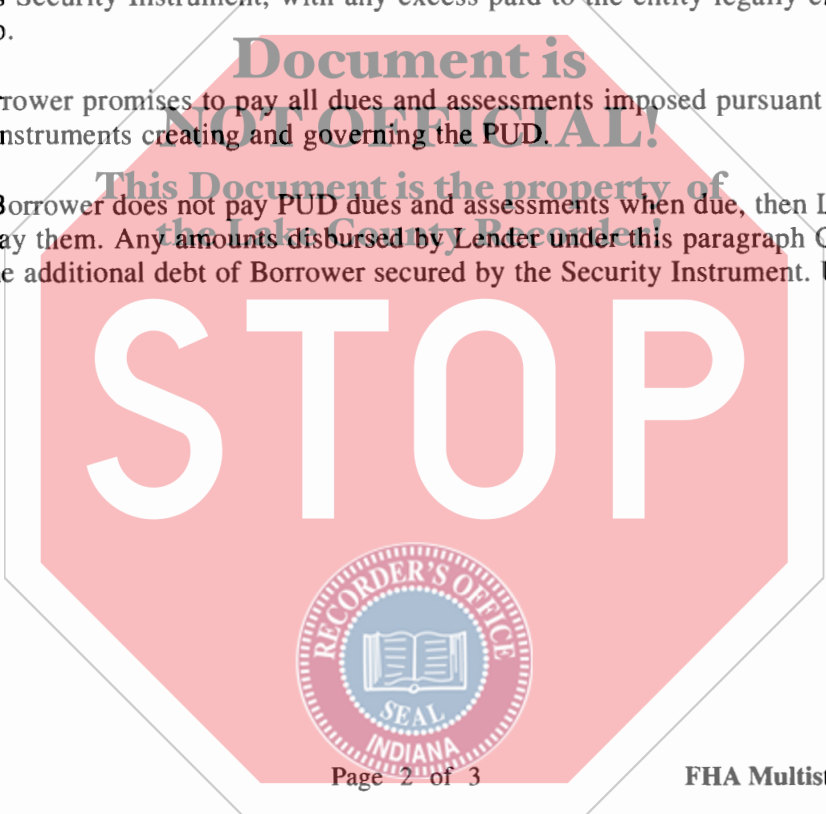 Security Instrument, with any excess paid to the entity legally
Document is
rower promises to pay all dues and assessments imposed pursuant
NOT OFFICIAL!
nstruments creating and governing the PUD.
This Document is the property of
Borrower does not pay PUD dues and assessments when due, then L
the Lake County Recorder!
ay them. Any amounts disbursed by Lender under this paragraph C
e additional debt of Borrower secured by the Security Instrument.
STOP
RECORDER'S OFFICE
SEAL
INDIANA
Page 2 of 3
FHA Multist